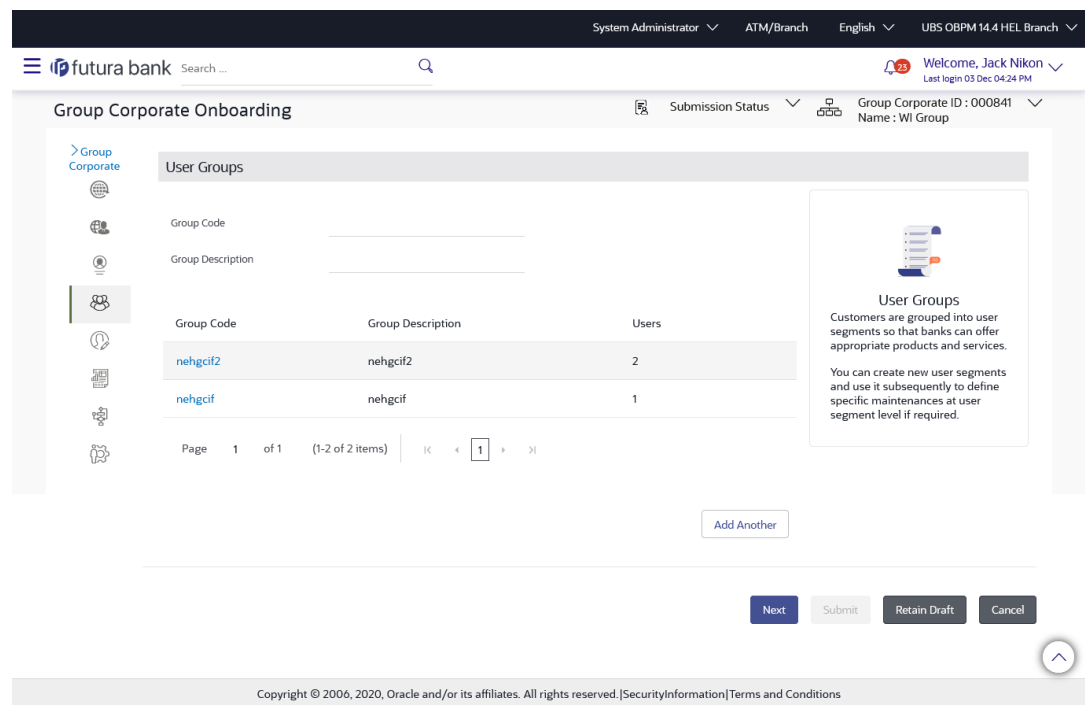 System Administrator ATM/Branch English UBS OBPM 14.4 HEL Branch
futura bank Search ... 23 Welcome, Jack Nikon
Last login 03 Dec 04:24 PM
Group Corporate Onboarding Submission Status Group Corporate ID : 000841
Name : WI Group
Group
Corporate
User Groups
Group Code
Group Description
Group Code Group Description Users
nehgcif2 nehgcif2 2
nehgcif nehgcif 1
Page 1 of 1 (1-2 of 2 items) 1
User Groups
Customers are grouped into user
segments so that banks can offer
appropriate products and services.
You can create new user segments
and use it subsequently to define
specific maintenances at user
segment level if required.
Add Another
Next Submit Retain Draft Cancel
Copyright © 2006, 2020, Oracle and/or its affiliates. All rights reserved.|SecurityInformation|Terms and Conditions